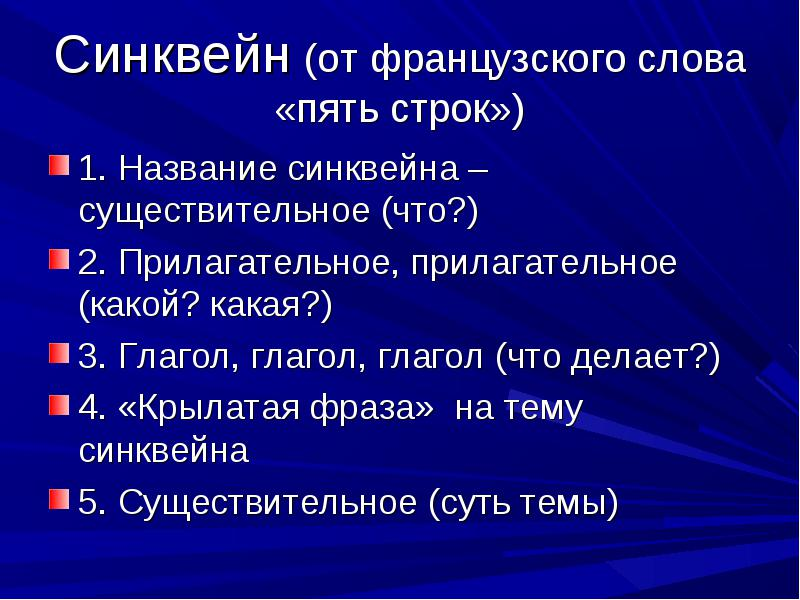 Синквейн (от французского слова
«пять строк»)
1. Название синквейна –
существительное (что?)
2. Прилагательное, прилагательное
(какой? какая?)
3. Глагол, глагол, глагол (что делает?)
4. «Крылатая фраза»  на тему
синквейна
5. Существительное (суть темы)